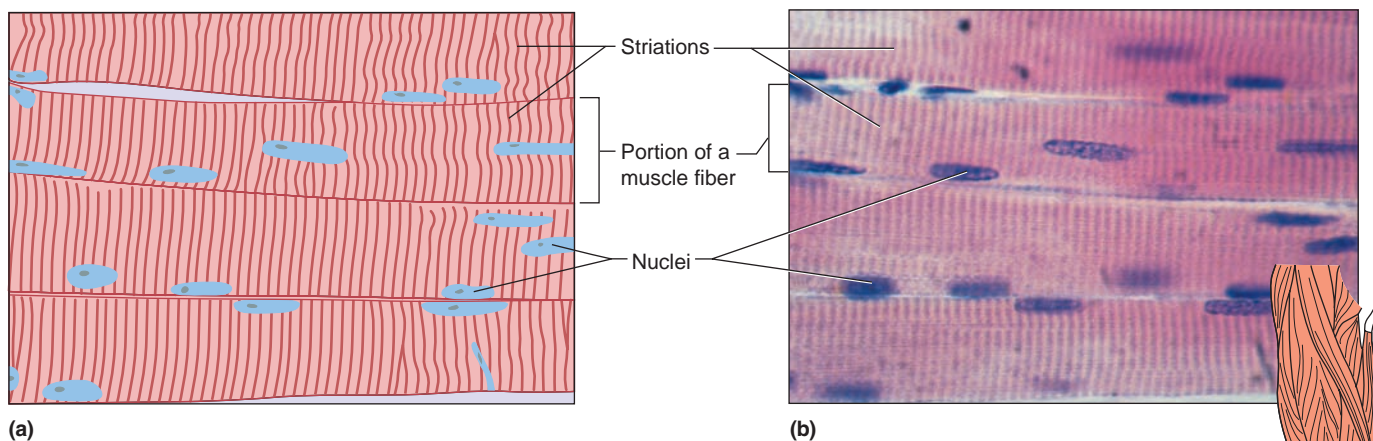 Striations
Portion of a
muscle fiber
Nuclei
(a)
(b)